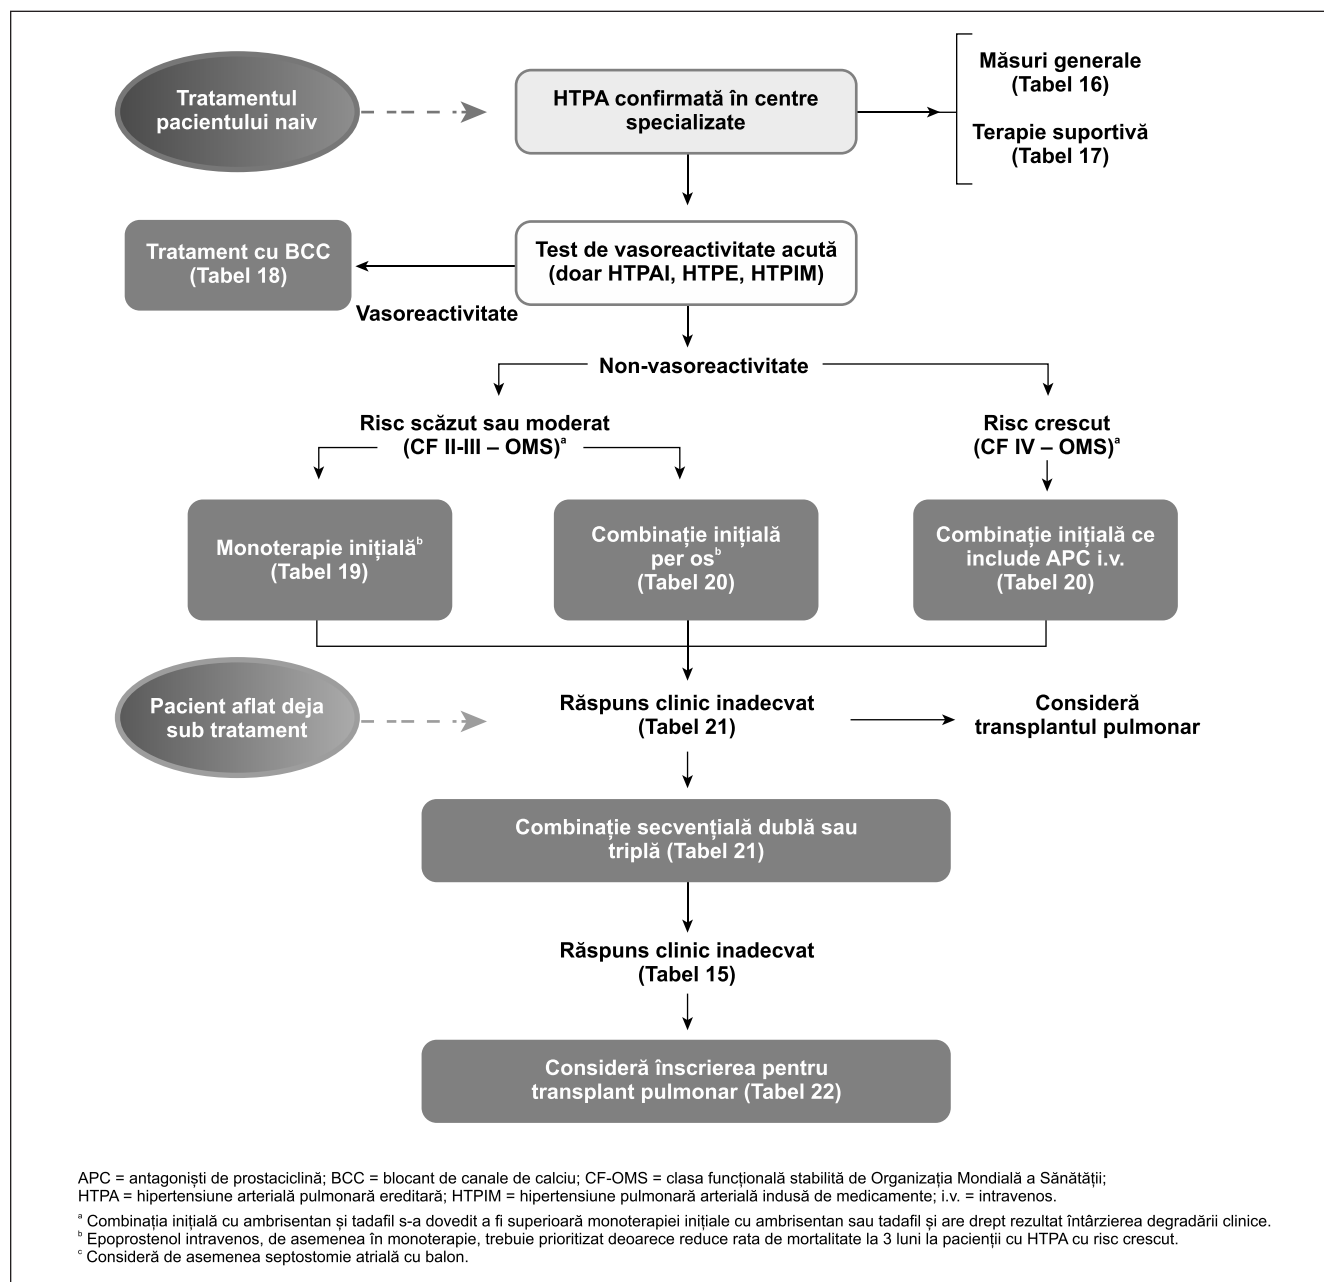 Tratamentul
pacientului naiv
HTPA confirmată în centre
specializate
Măsuri generale
(Tabel 16)
Terapie suportivă
(Tabel 17)
Tratament cu BCC
(Tabel 18)
Test de vasoreactivitate acută
(doar HTPAI, HTPE, HTPIM)
Vasoreactivitate
Non-vasoreactivitate
Risc scăzut sau moderat
(CF II-III – OMS)ª
Risc crescut
(CF IV – OMS)ª
Monoterapie inițialăᵇ
(Tabel 19)
Combinație inițială
per osᵇ
(Tabel 20)
Combinație inițială ce
include APC i.v.
(Tabel 20)
Pacient aflat deja
sub tratament
Răspuns clinic inadecvat
(Tabel 21)
Consideră
transplantul pulmonar
Combinație secvențială dublă sau
triplă (Tabel 21)
Răspuns clinic inadecvat
(Tabel 15)
Consideră înscrierea pentru
transplant pulmonar (Tabel 22)
APC = antagoniști de prostaciclină; BCC = blocant de canale de calciu; CF-OMS = clasa funcțională stabilită de Organizația Mondială a Sănătății;
HTPA = hipertensiune arterială pulmonară ereditară; HTPIM = hipertensiune pulmonară arterială indusă de medicamente; i.v. = intravenos.
ª Combinația inițială cu ambrisentan și tadafil s-a dovedit a fi superioară monoterapiei inițiale cu ambrisentan sau tadafil și are drept rezultat întârzierea degradării clinice.
ᵇ Epoprostenol intravenos, de asemenea în monoterapie, trebuie prioritizat deoarece reduce rata de mortalitate la 3 luni la pacienții cu HTPA cu risc crescut.
ᶜ Consideră de asemenea septostomie atrială cu balon.